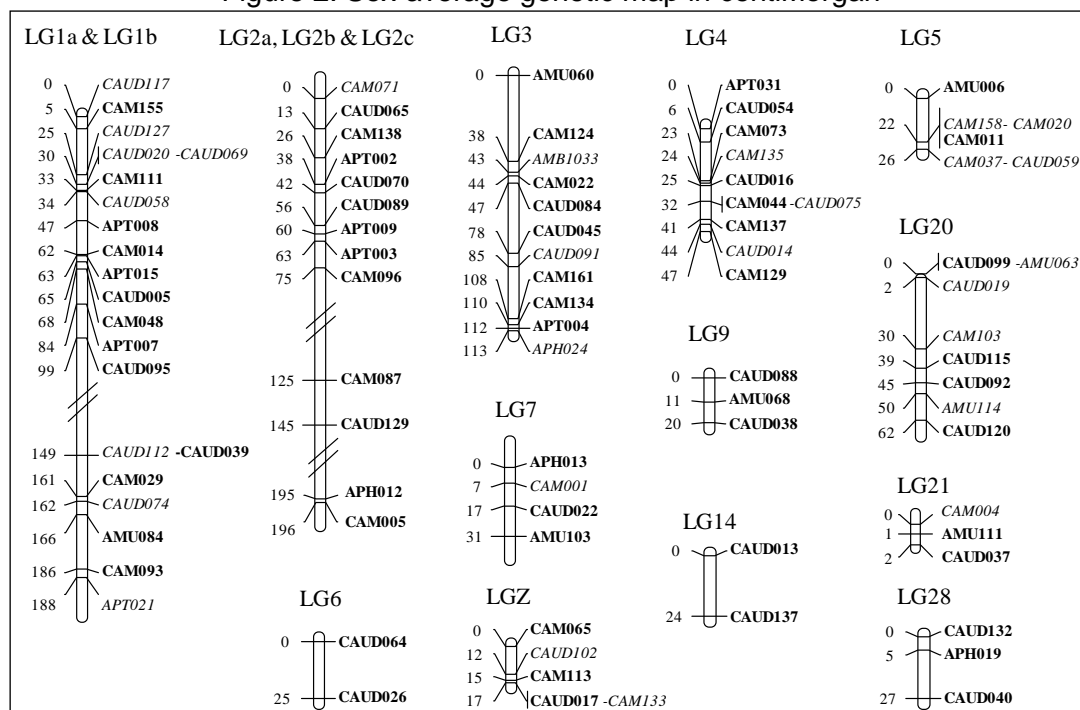 Figure 2. Sex average genetic map in centimorgan
LG1a & LG1b
0 CAUD117
5 CAM155
25 CAUD127
30 CAUD020 -CAUD069
33 CAM111
34 CAUD058
47 APT008
62 CAM014
63 APT015
65 CAUD005
68 CAM048
84 APT007
99 CAUD095
149 CAUD112 -CAUD039
161 CAM029
162 CAUD074
166 AMU084
186 CAM093
188 APT021
LG2a, LG2b & LG2c
0 CAM071
13 CAUD065
26 CAM138
38 APT002
42 CAUD070
56 CAUD089
60 APT009
63 APT003
75 CAM096
125 CAM087
145 CAUD129
195 APH012
196 CAM005
LG6
0 CAUD064
25 CAUD026
LG3
0 AMU060
38 CAM124
43 AMB1033
44 CAM022
47 CAUD084
78 CAUD045
85 CAUD091
108 CAM161
110 CAM134
112 APT004
113 APH024
LG7
0 APH013
7 CAM001
17 CAUD022
31 AMU103
LGZ
0 CAM065
12 CAUD102
15 CAM113
17 CAUD017 -CAM133
LG4
0 APT031
6 CAUD054
23 CAM073
24 CAM135
25 CAUD016
32 CAM044 -CAUD075
41 CAM137
44 CAUD014
47 CAM129
LG9
0 CAUD088
11 AMU068
20 CAUD038
LG14
0 CAUD013
24 CAUD137
LG5
0 AMU006
22 CAM158- CAM020
CAM011
26 CAM037- CAUD059
LG20
0 CAUD099 -AMU063
2 CAUD019
30 CAM103
39 CAUD115
45 CAUD092
50 AMU114
62 CAUD120
LG21
0 CAM004
1 AMU111
2 CAUD037
LG28
0 CAUD132
5 APH019
27 CAUD040